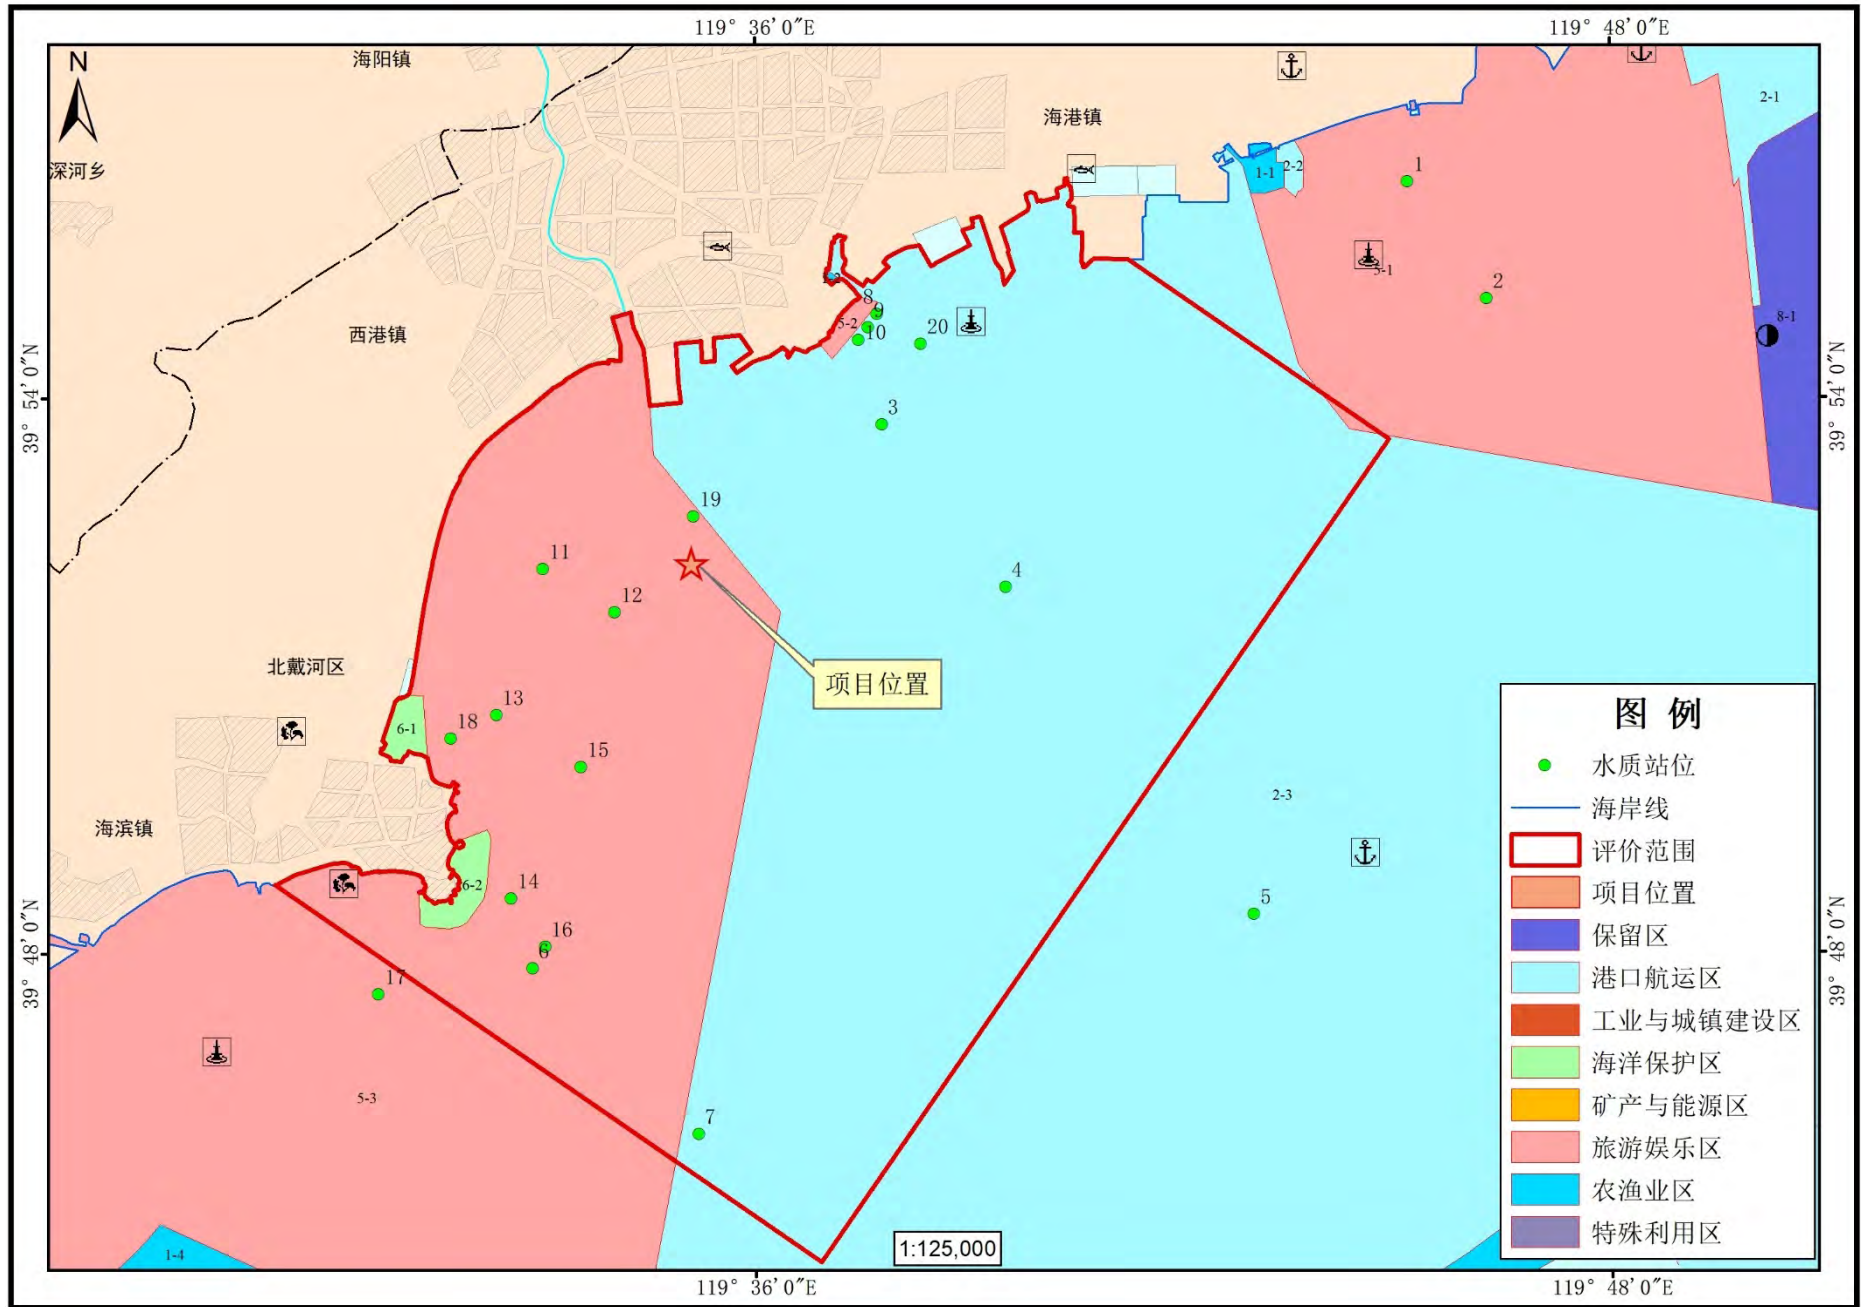 119° 36′0″E
119° 48′0″E
N
海阳镇
海港镇
深河乡
西港镇
北戴河区
海滨镇
2-1
1-1
2-2
1
5-1
2
8-1
8
9
5-2
10
20
3
19
11
12
4
项目位置
13
18
6-1
15
2-3
6-2
14
5
16
6
17
5-3
7
1-4
39° 54′0″N
39° 48′0″N
39° 54′0″N
39° 48′0″N
图 例
水质站位
海岸线
评价范围
项目位置
保留区
港口航运区
工业与城镇建设区
海洋保护区
矿产与能源区
旅游娱乐区
农渔业区
特殊利用区
1:125,000
119° 36′0″E
119° 48′0″E